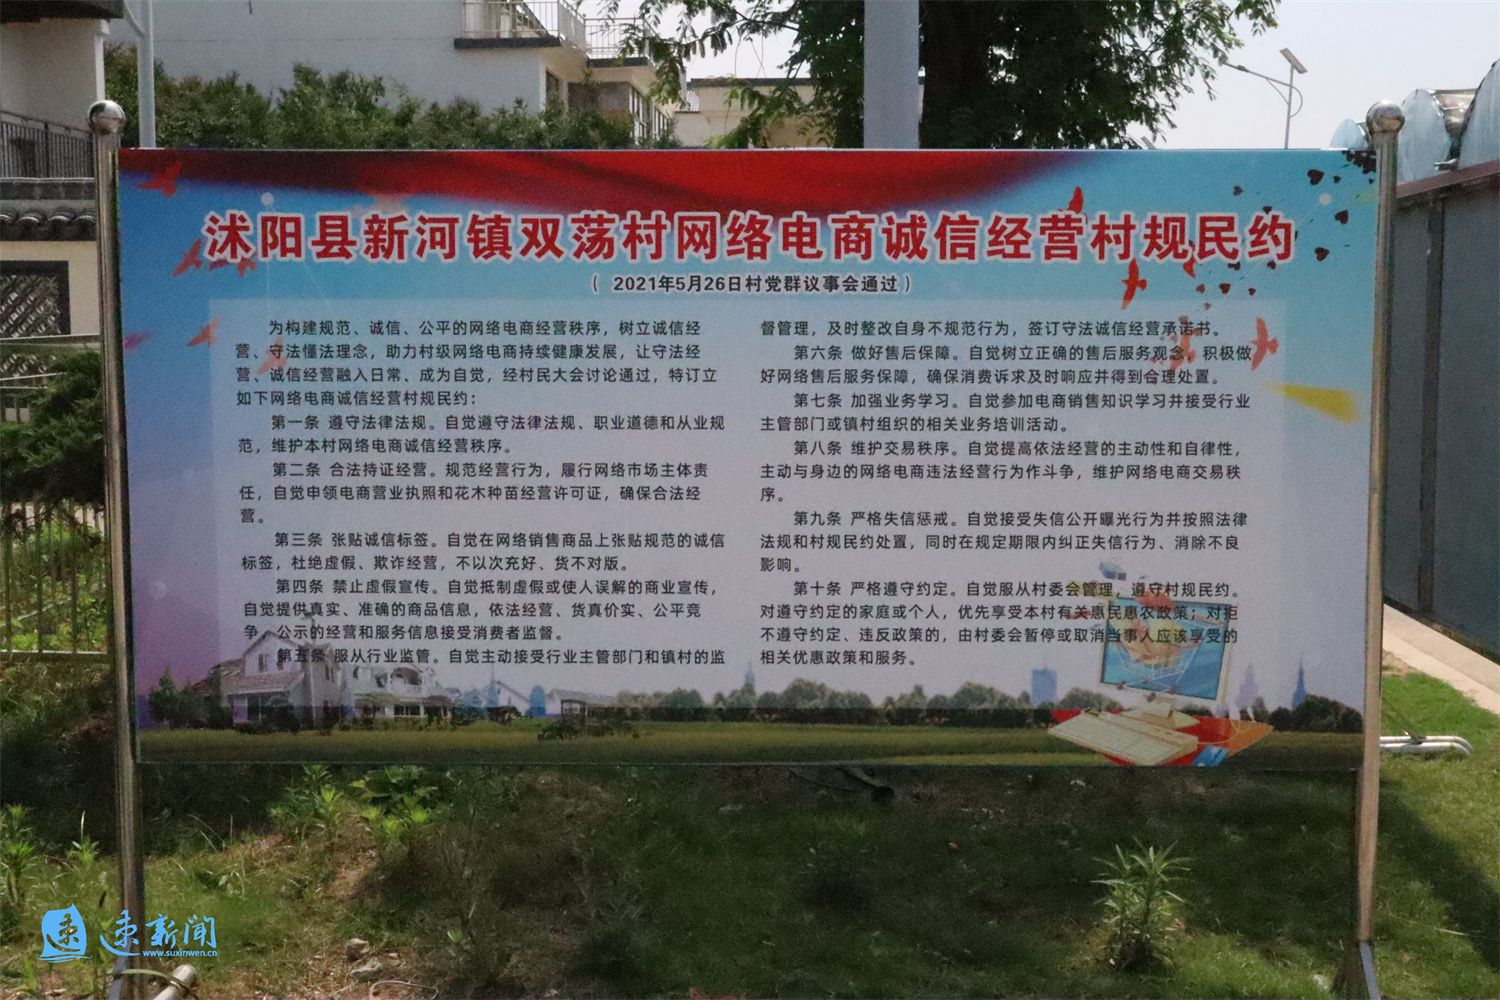 沭阳县新河镇双荡村网络电商诚信经营村规民约
（ 2021年5月26日村党群议事会通过）
为构建规范、诚信、公平的网络电商经营秩序，树立诚信经
营、守法懂法理念，助力村级网络电商持续健康发展，让守法经
营、诚信经营融入日常、成为自觉，经村民大会讨论通过，特订立
如下网络电商诚信经营村规民约：
第一条 遵守法律法规。自觉遵守法律法规、职业道德和从业规
范，维护本村网络电商诚信经营秩序。
第二条 合法持证经营。规范经营行为，履行网络市场主体责
任，自觉申领电商营业执照和花木种苗经营许可证，确保合法经
营。
第三条 张贴诚信标签。自觉在网络销售商品上张贴规范的诚信
标签，杜绝虚假、欺诈经营，不以次充好、货不对版。
第四条 禁止虚假宣传。自觉抵制虚假或使人误解的商业宣传，
自觉提供真实、准确的商品信息，依法经营、货真价实、公平竞
争，公示的经营和服务信息接受消费者监督。
第五条 服从行业监管。自觉主动接受行业主管部门和镇村的监
督管理，及时整改自身不规范行为，签订守法诚信经营承诺书。
第六条 做好售后保障。自觉树立正确的售后服务观念，积极做
好网络售后服务保障，确保消费诉求及时响应并得到合理处置。
第七条 加强业务学习。自觉参加电商销售知识学习并接受行业
主管部门或镇村组织的相关业务培训活动。
第八条 维护交易秩序。自觉提高依法经营的主动性和自律性，
主动与身边的网络电商违法经营行为作斗争，维护网络电商交易秩
序。
第九条 严格失信惩戒。自觉接受失信公开曝光行为并按照法律
法规和村规民约处置，同时在规定期限内纠正失信行为、消除不良
影响。
第十条 严格遵守约定。自觉服从村委会管理，遵守村规民约。
对遵守约定的家庭或个人，优先享受本村有关惠民惠农政策；对拒
不遵守约定、违反政策的，由村委会暂停或取消当事人应该享受的
相关优惠政策和服务。
速 速新闻
www.suxinwen.cn